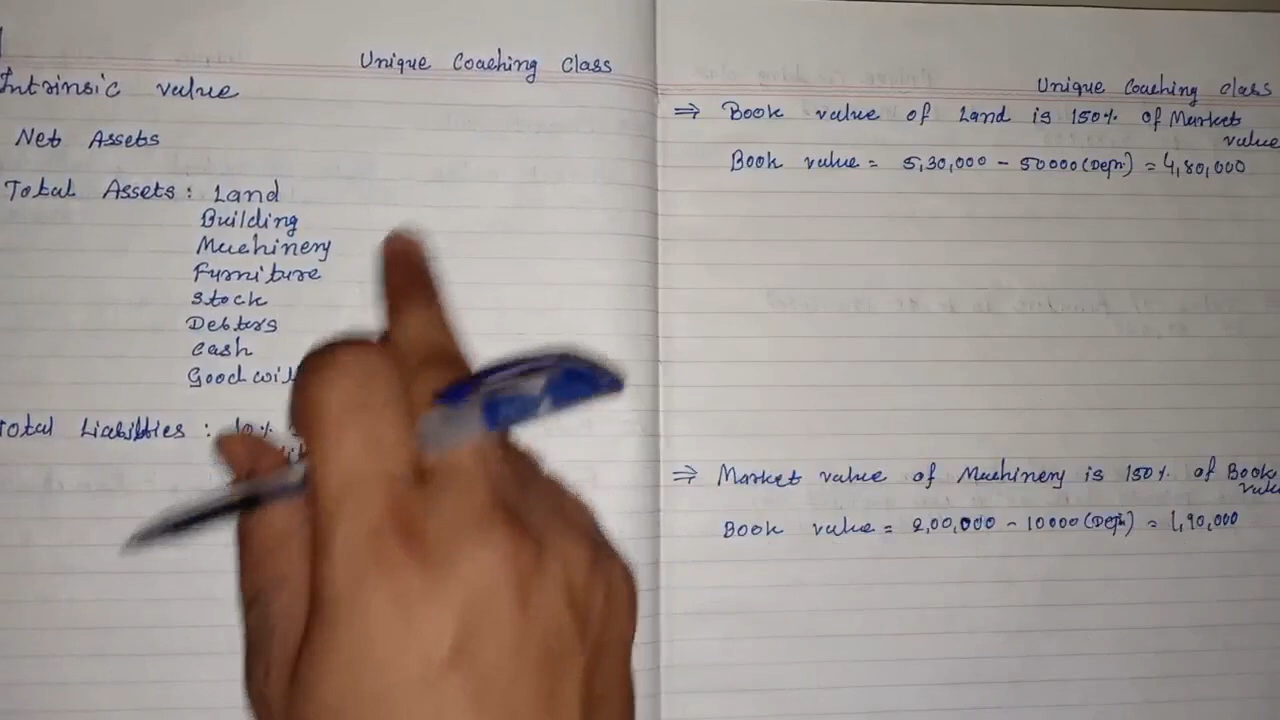 Unique Coaching Class
Intrinsic value
Net Assets
Total Assets : Land
Building
Machinery
Furniture
Stock
Debtors
Cash
Total Liabilities : 10%
Unique Coaching Class
⇒ Book value of Land is 150% of Market
value
Book value = 5,30,000 - 50000 (Depn) = 4,80,000
⇒ Market value of Machinery is 150% of Book
value
Book value = 2,00,000 - 10000 (Depn) = 1,90,000